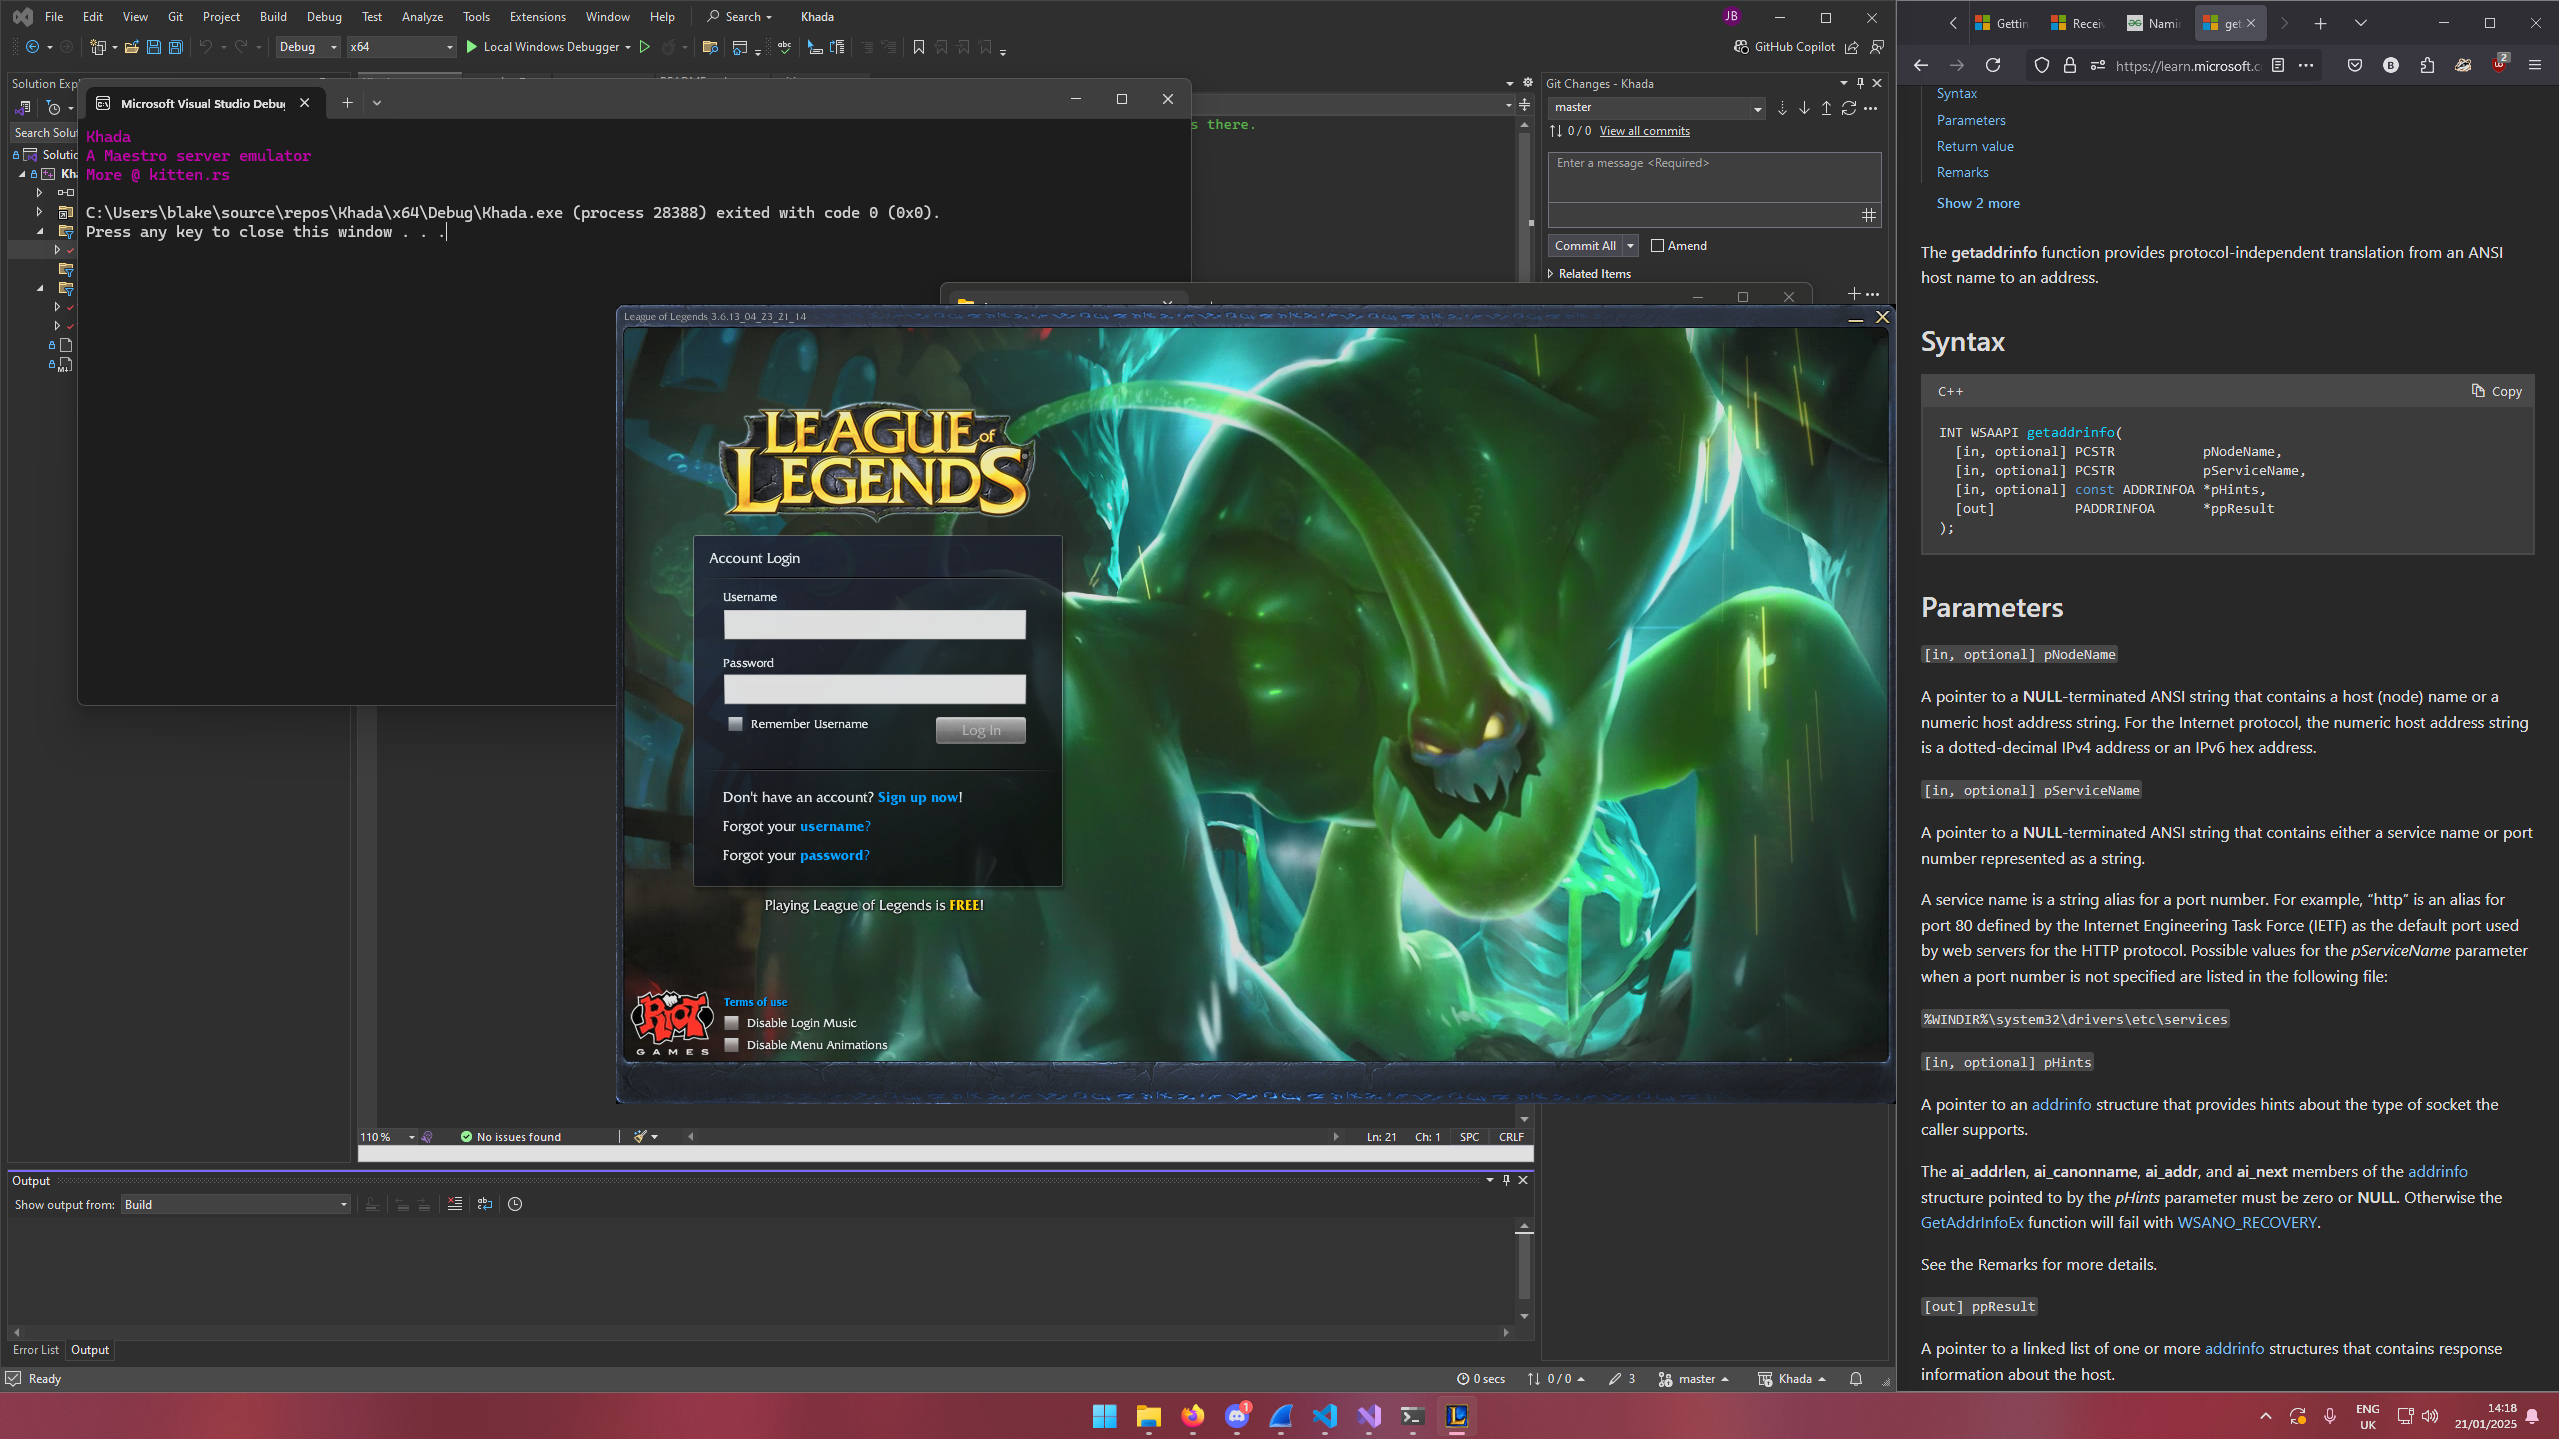 File Edit View Git Project Build Debug Test Analyze Tools Extensions Window Help Search Khada JB
Debug x64 Local Windows Debugger GitHub Copilot
Solution Exp
Search Solut
Solutio
Kha
Microsoft Visual Studio Debug
Khada
A Maestro server emulator
More @ kitten.rs
C:\Users\blake\source\repos\Khada\x64\Debug\Khada.exe (process 28388) exited with code 0 (0x0).
Press any key to close this window . . .
s there.
Git Changes - Khada
master
0 / 0 View all commits
Enter a message <Required>
Commit All Amend
Related Items
League of Legends 3.6.13_04_23_21_14
LEAGUE of LEGENDS
Account Login
Username
Password
Remember Username
Log In
Don't have an account? Sign up now!
Forgot your username?
Forgot your password?
Playing League of Legends is FREE!
RIOT
GAMES
Terms of use
Disable Login Music
Disable Menu Animations
110 % No issues found Ln: 21 Ch: 1 SPC CRLF
Output
Show output from: Build
Error List Output
Ready 0 secs 0 / 0 3 master Khada
Gettin Receiv Namin get
https://learn.microsoft.c
2
Syntax
Parameters
Return value
Remarks
Show 2 more
The getaddrinfo function provides protocol-independent translation from an ANSI
host name to an address.
Syntax
C++ Copy
INT WSAAPI getaddrinfo(
[in, optional] PCSTR pNodeName,
[in, optional] PCSTR pServiceName,
[in, optional] const ADDRINFOA *pHints,
[out] PADDRINFOA *ppResult
);
Parameters
[in, optional] pNodeName
A pointer to a NULL-terminated ANSI string that contains a host (node) name or a
numeric host address string. For the Internet protocol, the numeric host address string
is a dotted-decimal IPv4 address or an IPv6 hex address.
[in, optional] pServiceName
A pointer to a NULL-terminated ANSI string that contains either a service name or port
number represented as a string.
A service name is a string alias for a port number. For example, “http” is an alias for
port 80 defined by the Internet Engineering Task Force (IETF) as the default port used
by web servers for the HTTP protocol. Possible values for the pServiceName parameter
when a port number is not specified are listed in the following file:
%WINDIR%\system32\drivers\etc\services
[in, optional] pHints
A pointer to an addrinfo structure that provides hints about the type of socket the
caller supports.
The ai_addrlen, ai_canonname, ai_addr, and ai_next members of the addrinfo
structure pointed to by the pHints parameter must be zero or NULL. Otherwise the
GetAddrInfoEx function will fail with WSANO_RECOVERY.
See the Remarks for more details.
[out] ppResult
A pointer to a linked list of one or more addrinfo structures that contains response
information about the host.
1
ENG
UK
14:18
21/01/2025